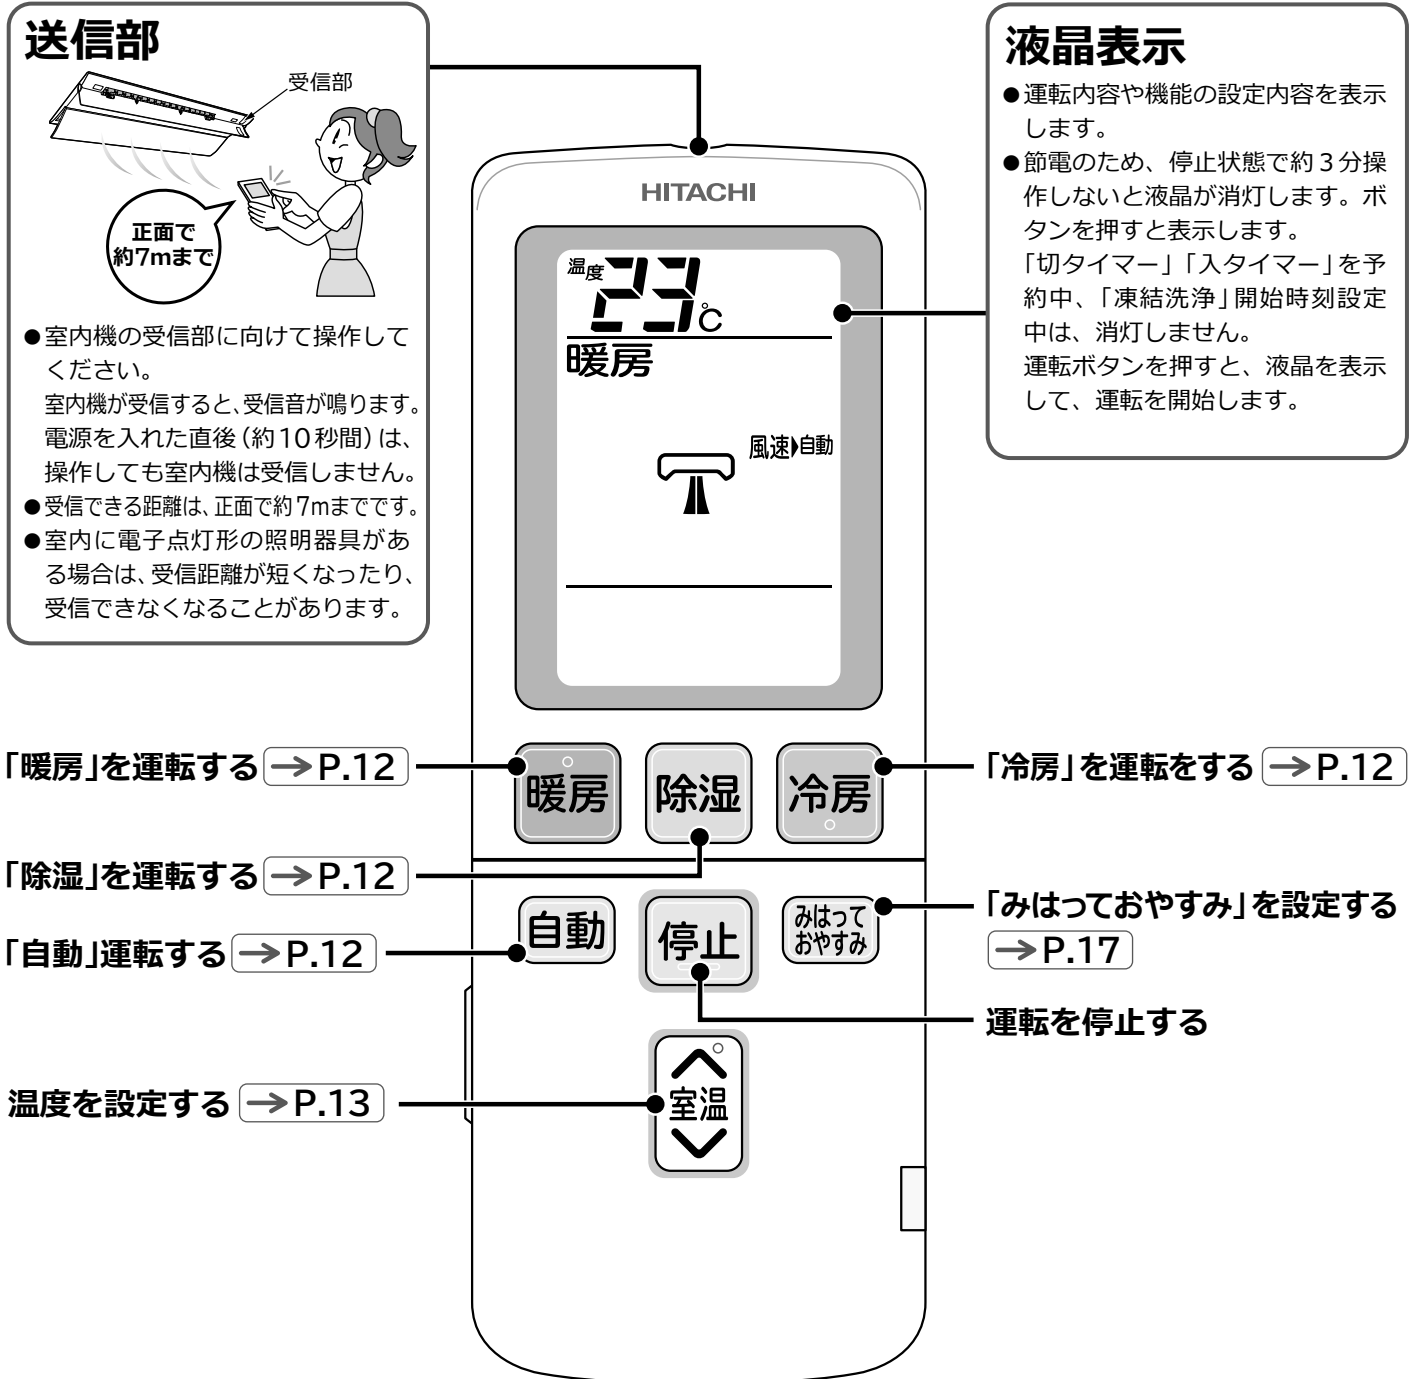 送信部
受信部
正面で
約7mまで
●室内機の受信部に向けて操作して
ください。
室内機が受信すると、受信音が鳴ります。
電源を入れた直後(約10秒間)は、
操作しても室内機は受信しません。
●受信できる距離は、正面で約7mまでです。
●室内に電子点灯形の照明器具があ
る場合は、受信距離が短くなったり、
受信できなくなることがあります。
液晶表示
●運転内容や機能の設定内容を表示
します。
●節電のため、停止状態で約3分操
作しないと液晶が消灯します。ボ
タンを押すと表示します。
「切タイマー」「入タイマー」を予
約中、「凍結洗浄」開始時刻設定
中は、消灯しません。
運転ボタンを押すと、液晶を表示
して、運転を開始します。
HITACHI
温度23℃
暖房
風速▶自動
「暖房」を運転する →P.12
暖房
除湿
冷房
「冷房」を運転をする →P.12
「除湿」を運転する →P.12
「自動」運転する →P.12
自動
停止
みはって
おやすみ
「みはっておやすみ」を設定する
→P.17
運転を停止する
温度を設定する →P.13
室温